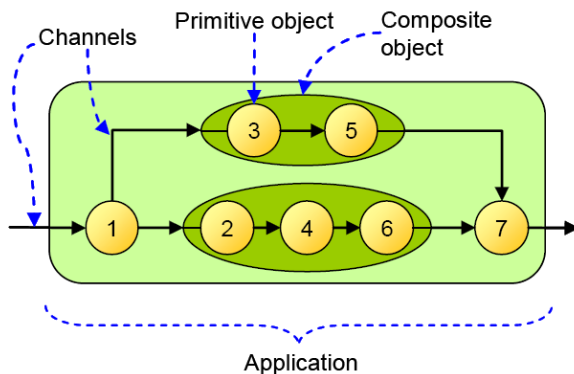 Channels
Primitive object
Composite
object
3
5
1
2
4
6
7
Application